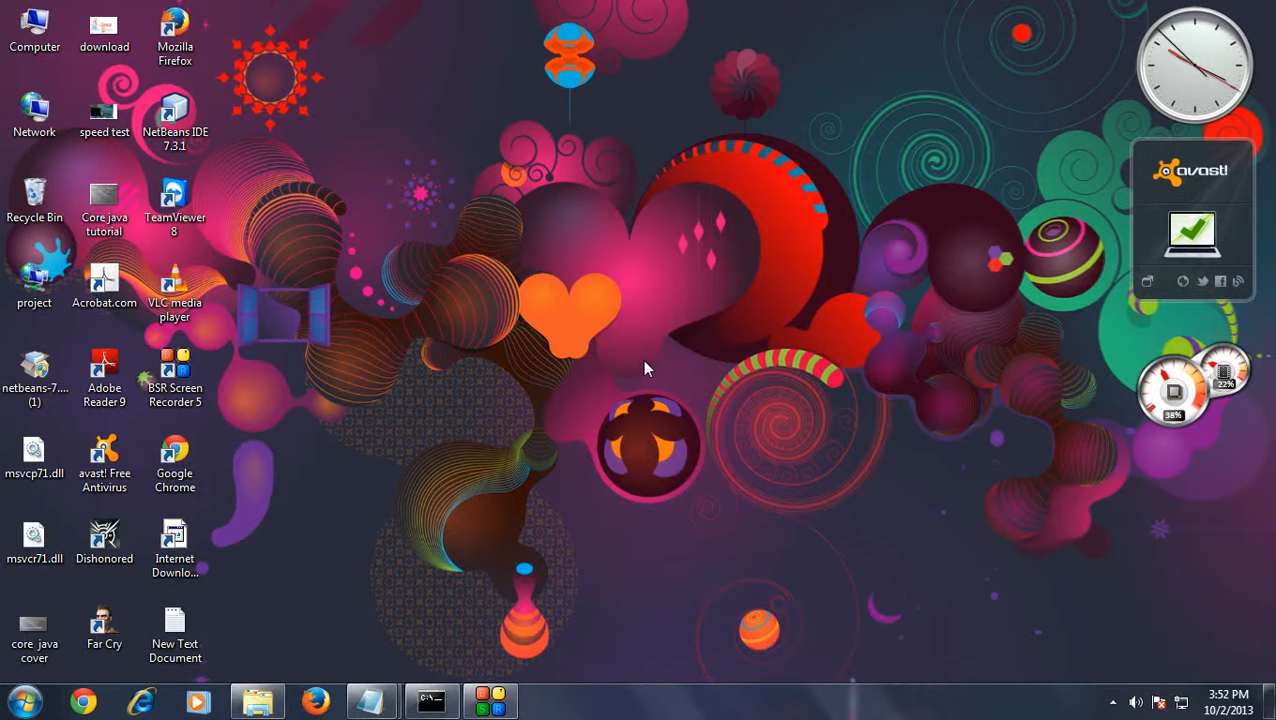 Computer
download
Mozilla
Firefox
Network
speed test
NetBeans IDE
7.3.1
Recycle Bin
Core java
tutorial
TeamViewer
8
project
Acrobat.com
VLC media
player
netbeans-7....
(1)
Adobe
Reader 9
BSR Screen
Recorder 5
msvcp71.dll
avast! Free
Antivirus
Google
Chrome
msvcr71.dll
Dishonored
Internet
Downlo...
core java
cover
Far Cry
New Text
Document
avast!
22%
38%
C:\
B
S R
3:52 PM
10/2/2013